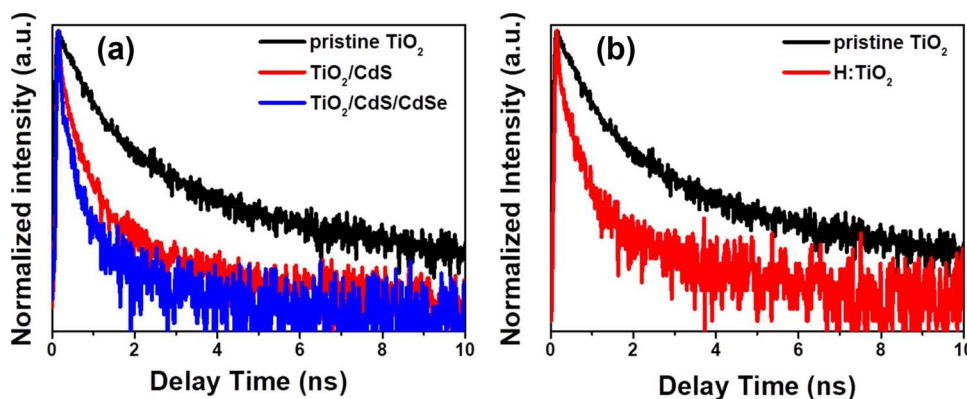 (a)
pristine TiO₂
TiO₂/CdS
TiO₂/CdS/CdSe
Normalized intensity (a.u.)
0 2 4 6 8 10
Delay Time (ns)
(b)
pristine TiO₂
H:TiO₂
Normalized Intensity (a.u.)
0 2 4 6 8 10
Delay Time (ns)